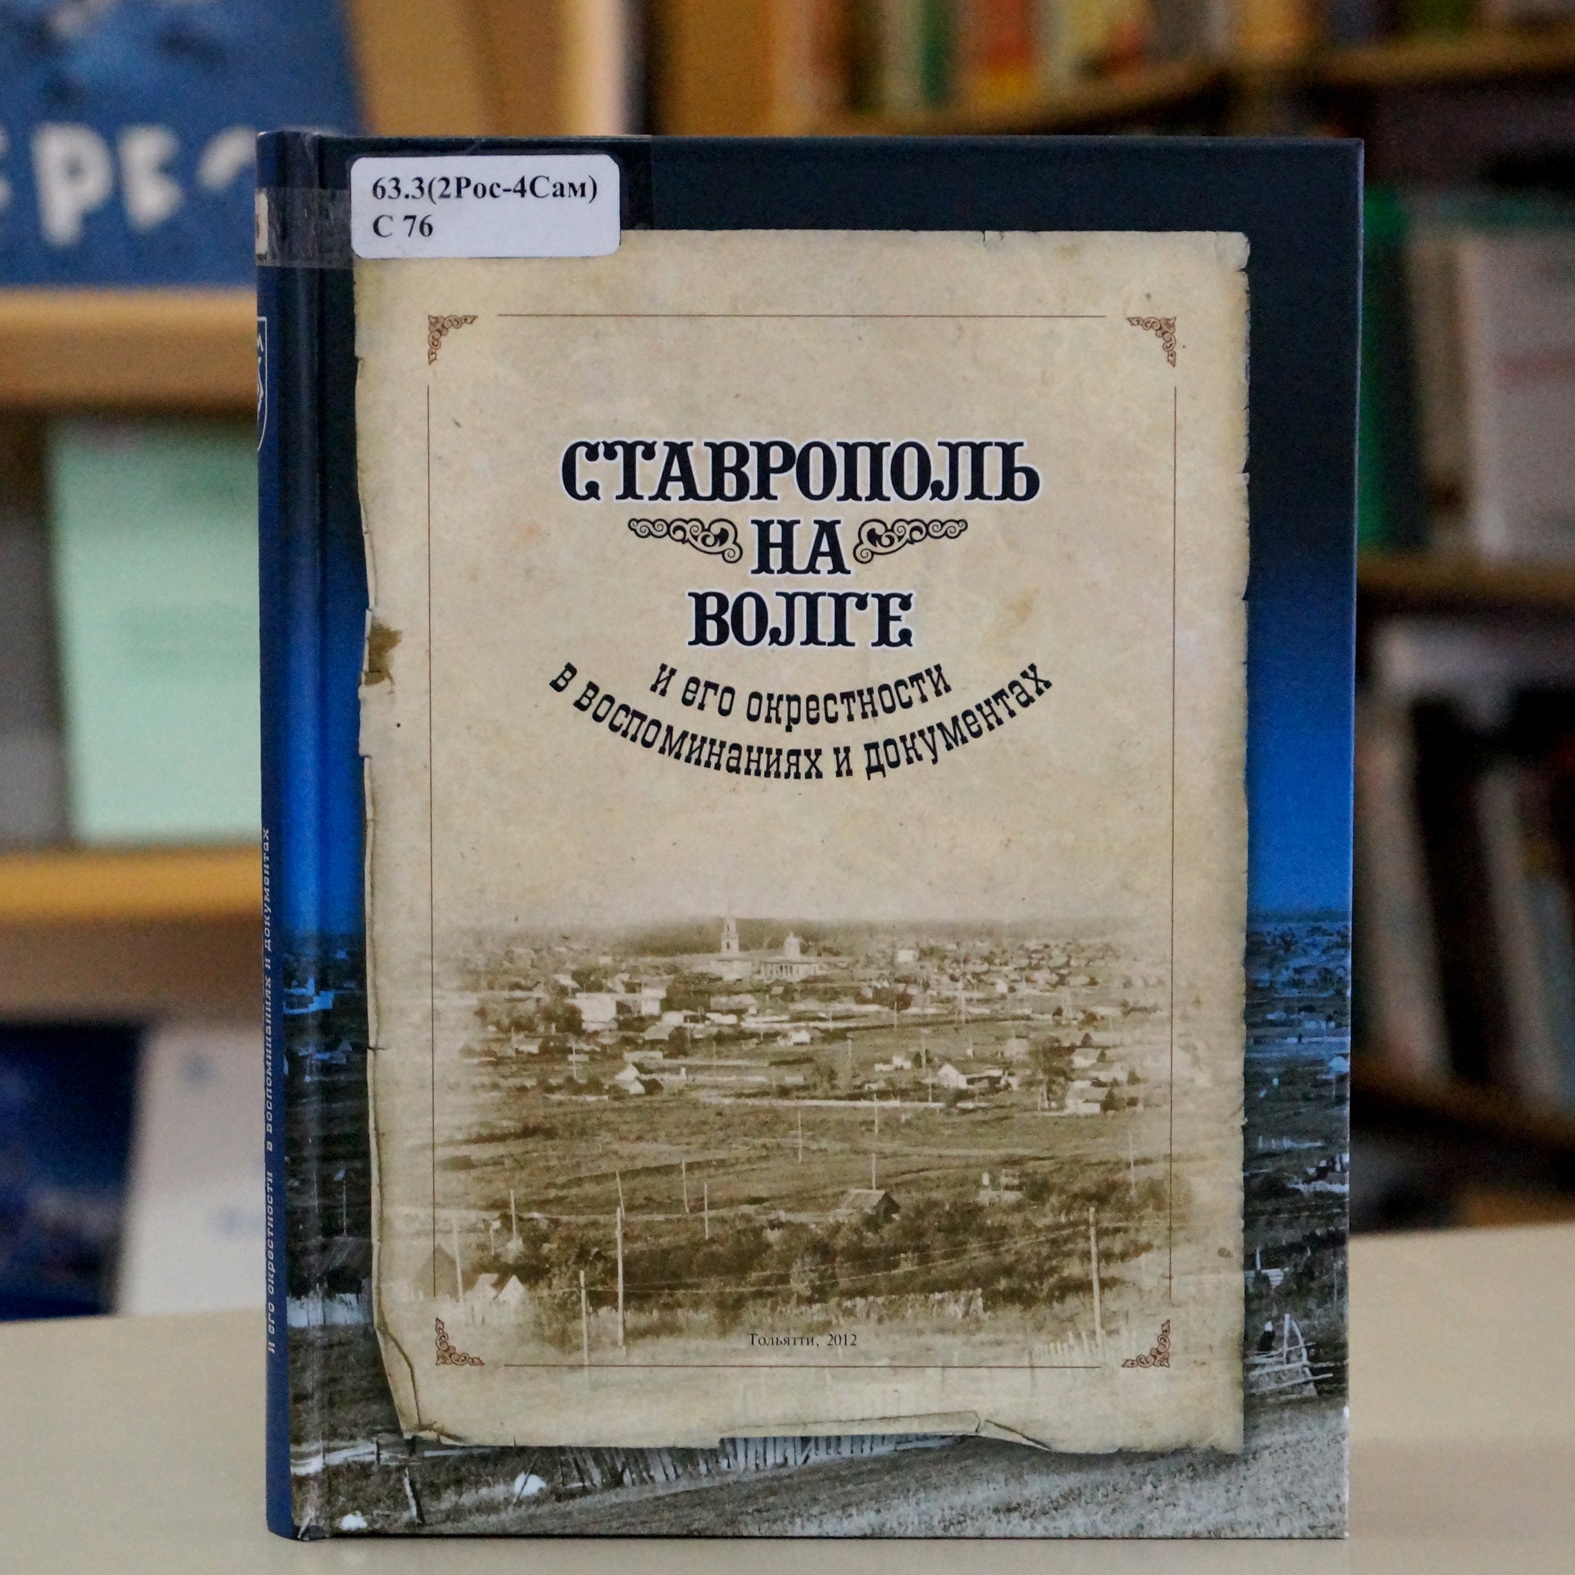 63.3(2Рос-4Сам)
С 76
СТАВРОПОЛЬ
НА
ВОЛГЕ
и его окрестности
в воспоминаниях и документах
Тольятти, 2012
и его окрестности в воспоминаниях и документах